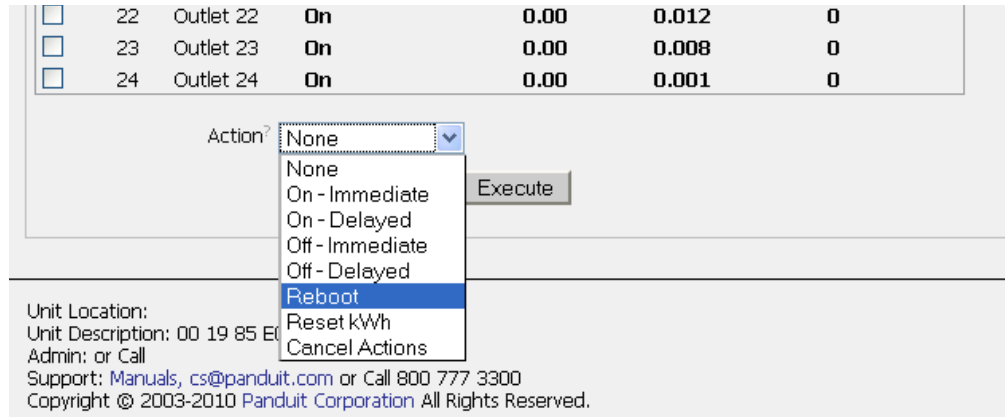 22 Outlet 22 On 0.00 0.012 0
23 Outlet 23 On 0.00 0.008 0
24 Outlet 24 On 0.00 0.001 0
Action? None
None
On - Immediate
Execute
On - Delayed
Off - Immediate
Off - Delayed
Reboot
Reset kWh
Cancel Actions
Unit Location:
Unit Description: 00 19 85
Admin: or Call
Support: Manuals, cs@panduit.com or Call 800 777 3300
Copyright © 2003-2010 Panduit Corporation All Rights Reserved.